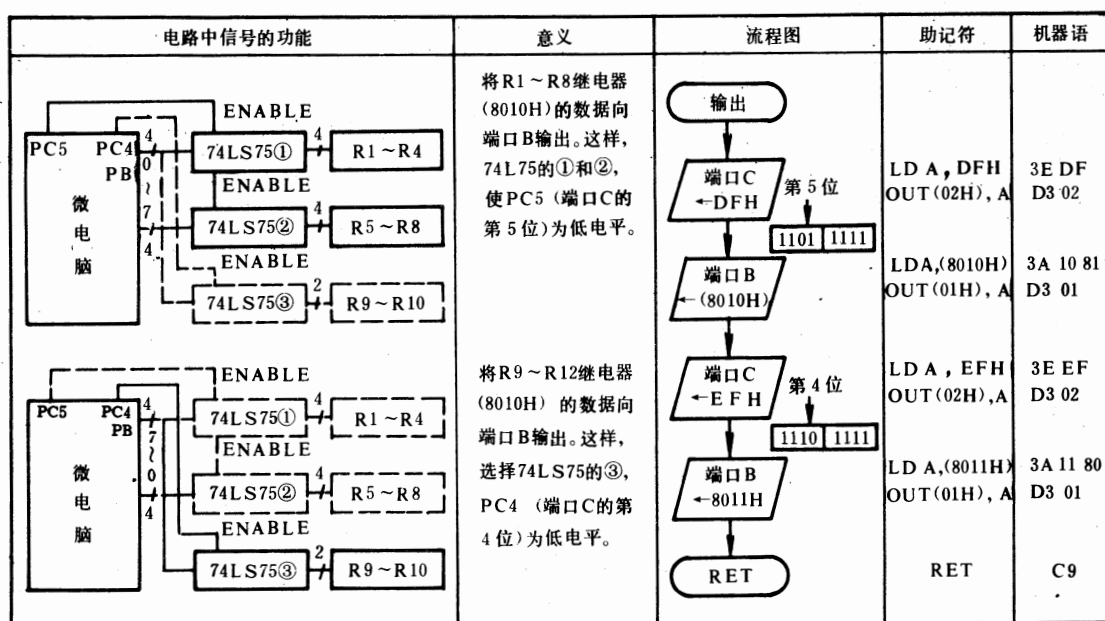 电路中信号的功能
意义
流程图
助记符
机器语
ENABLE
PC5 PC4
PB
4
0
~
7
4
微
电
脑
74LS75①
4
R1~R4
ENABLE
74LS75②
4
R5~R8
ENABLE
74LS75③
2
R9~R10
将R1~R8继电器
(8010H)的数据向
端口B输出。这样,
74L75的①和②,
使PC5(端口C的
第5位)为低电平。
输出
端口C
←DFH
第5位
1101 1111
端口B
←(8010H)
LD A,DFH
OUT(02H),A
LDA,(8010H)
OUT(01H),A
3E DF
D3 02
3A 10 81
D3 01
ENABLE
PC5 PC4
PB
4
7
~
0
4
微
电
脑
74LS75①
4
R1~R4
ENABLE
74LS75②
4
R5~R8
ENABLE
74LS75③
2
R9~R10
将R9~R12继电器
(8010H)的数据向
端口B输出。这样,
选择74LS75的③,
PC4(端口C的第
4位)为低电平。
端口C
←EFH
第4位
1110 1111
端口B
←8011H
RET
LD A,EFH
OUT(02H),A
LD A,(8011H)
OUT(01H),A
RET
3E EF
D3 02
3A 11 80
D3 01
C9